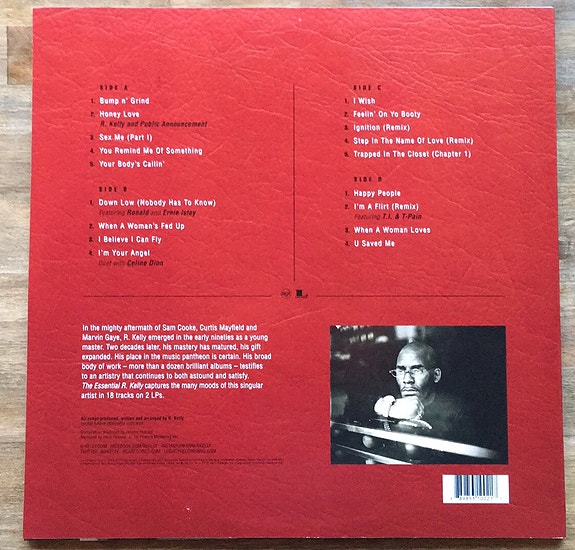 SIDE A
1. Bump n' Grind
2. Honey Love
R. Kelly and Public Announcement
3. Sex Me (Part I)
4. You Remind Me Of Something
5. Your Body's Callin'
SIDE B
1. Down Low (Nobody Has To Know)
Featuring Ronald and Ernie Isley
2. When A Woman's Fed Up
3. I Believe I Can Fly
4. I'm Your Angel
Duet with Celine Dion
SIDE C
1. I Wish
2. Feelin' On Yo Booty
3. Ignition (Remix)
4. Step In The Name Of Love (Remix)
5. Trapped In The Closet (Chapter 1)
SIDE D
1. Happy People
2. I'm A Flirt (Remix)
Featuring T.I. & T-Pain
3. When A Woman Loves
4. U Saved Me
In the mighty aftermath of Sam Cooke, Curtis Mayfield and
Marvin Gaye, R. Kelly emerged in the early nineties as a young
master. Two decades later, his mastery has matured, his gift
expanded. His place in the music pantheon is certain. His broad
body of work – more than a dozen brilliant albums – testifies
to an artistry that continues to both astound and satisfy.
The Essential R. Kelly captures the many moods of this singular
artist in 18 tracks on 2 LPs.
All songs produced, written and arranged by R. Kelly